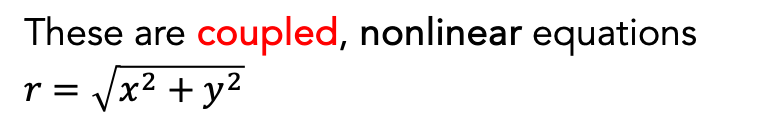 These are coupled, nonlinear equations
r = √x² + y²